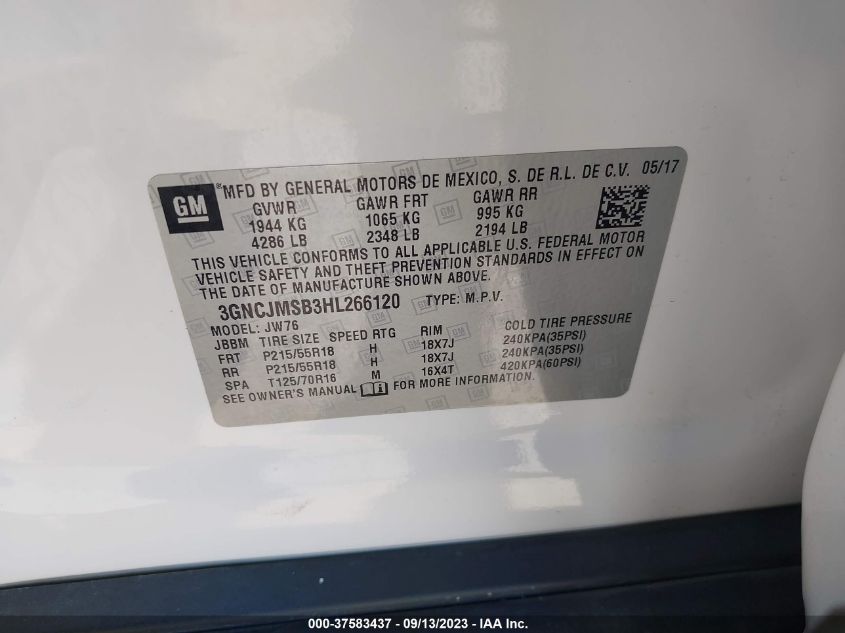 GM
®MFD BY GENERAL MOTORS DE MEXICO, S. DE R.L. DE C.V. 05/17
GVWR GAWR FRT GAWR RR
1944 KG 1065 KG 995 KG
4286 LB 2348 LB 2194 LB
THIS VEHICLE CONFORMS TO ALL APPLICABLE U.S. FEDERAL MOTOR
VEHICLE SAFETY AND THEFT PREVENTION STANDARDS IN EFFECT ON
THE DATE OF MANUFACTURE SHOWN ABOVE.
3GNCJMSB3HL266120 TYPE: M.P.V.
MODEL: JW76
JBBM TIRE SIZE SPEED RTG RIM COLD TIRE PRESSURE
FRT P215/55R18 H 18X7J 240KPA(35PSI)
RR P215/55R18 H 18X7J 240KPA(35PSI)
SPA T125/70R16 M 16X4T 420KPA(60PSI)
SEE OWNER'S MANUAL FOR MORE INFORMATION.
000-37583437 - 09/13/2023 - IAA Inc.